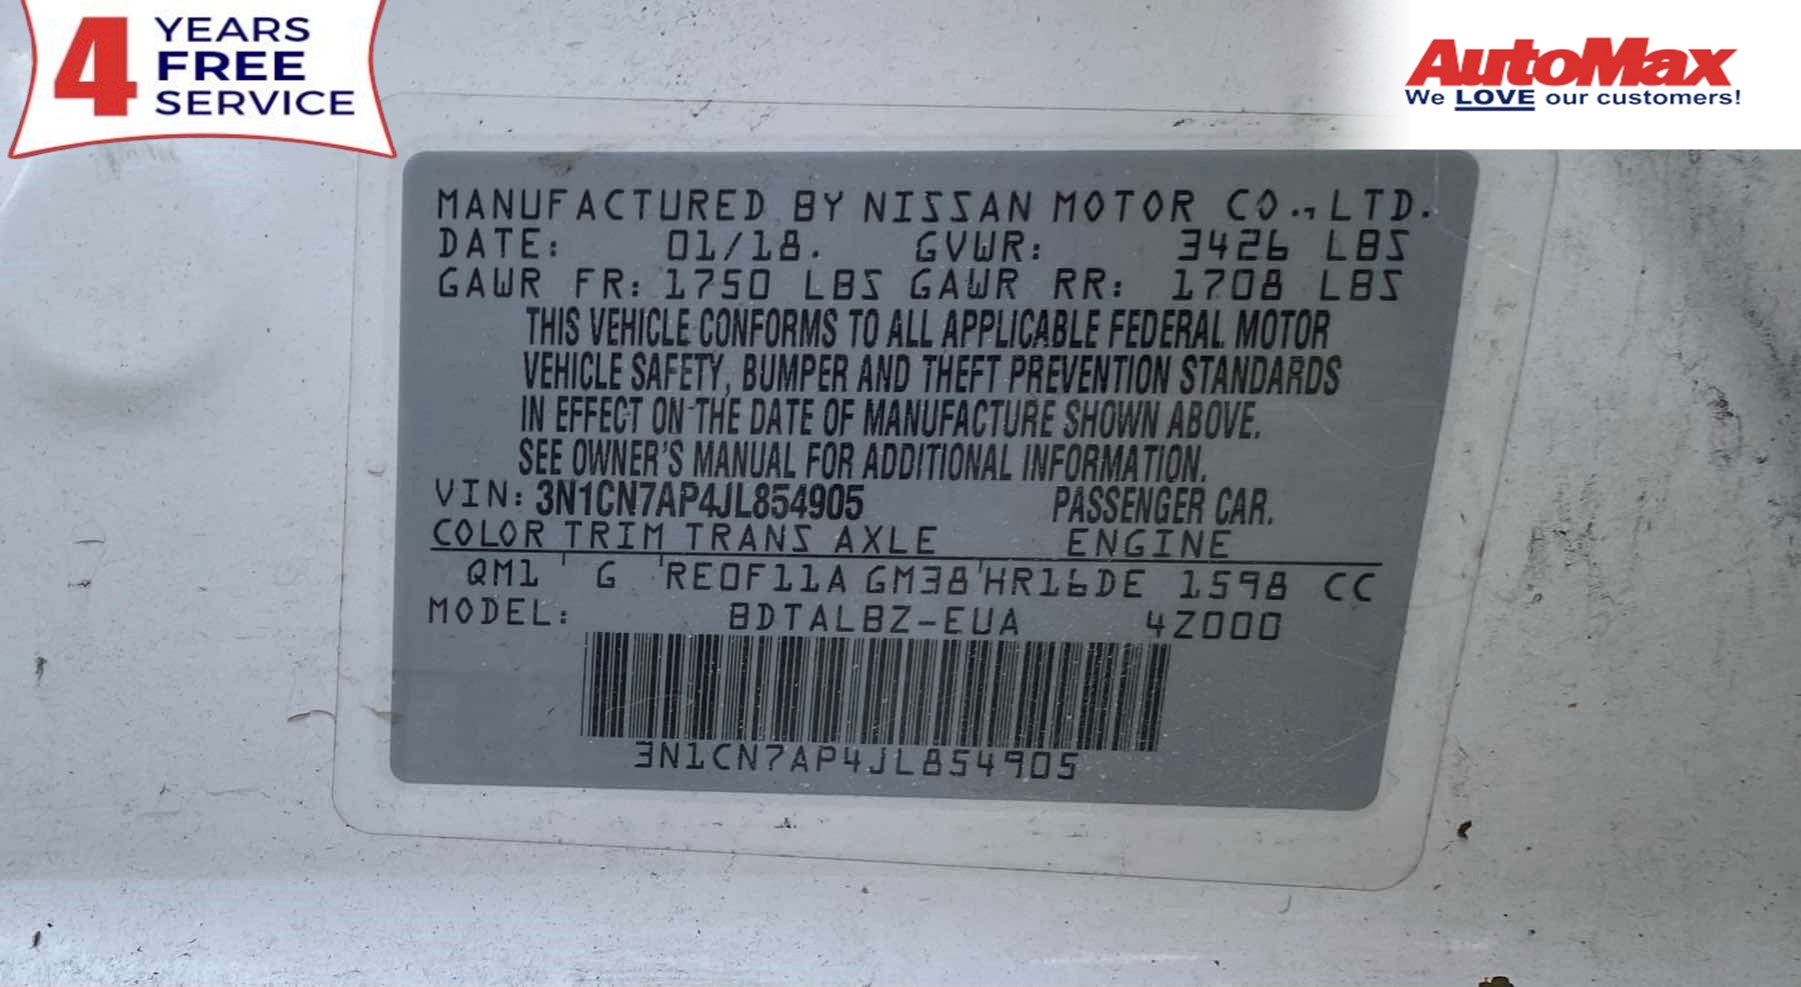 4 YEARS
FREE
SERVICE
AutoMax
We LOVE our customers!
MANUFACTURED BY NISSAN MOTOR CO., LTD.
DATE: 01/18. GVWR: 3426 LBS
GAWR FR: 1750 LBS GAWR RR: 1708 LBS
THIS VEHICLE CONFORMS TO ALL APPLICABLE FEDERAL MOTOR
VEHICLE SAFETY, BUMPER AND THEFT PREVENTION STANDARDS
IN EFFECT ON THE DATE OF MANUFACTURE SHOWN ABOVE.
SEE OWNER'S MANUAL FOR ADDITIONAL INFORMATION.
VIN: 3N1CN7AP4JL854905 PASSENGER CAR.
COLOR TRIM TRANS AXLE ENGINE
QM1 ' G 'RE0F11A GM38'HR16DE 1598 CC
MODEL: BDTALBZ-EUA 4Z000
3N1CN7AP4JL854905